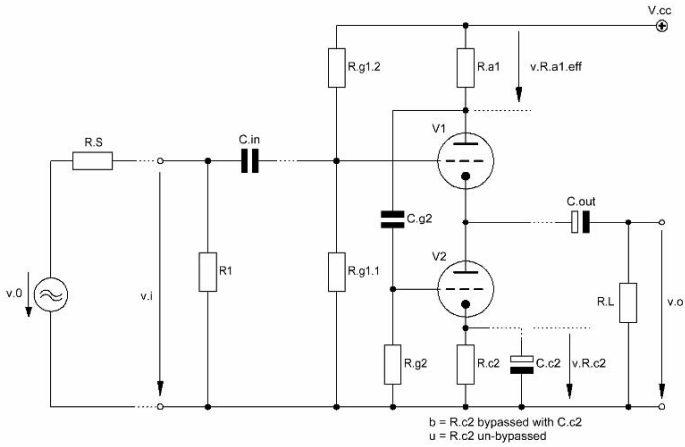 V.cc
R.g1.2
R.a1
v.R.a1.eff
V1
R.S
C.in
C.out
C.g2
V2
v.0
v.i
R1
R.g1.1
R.L
v.o
R.g2
R.c2
C.c2
v.R.c2
b = R.c2 bypassed with C.c2
u = R.c2 un-bypassed